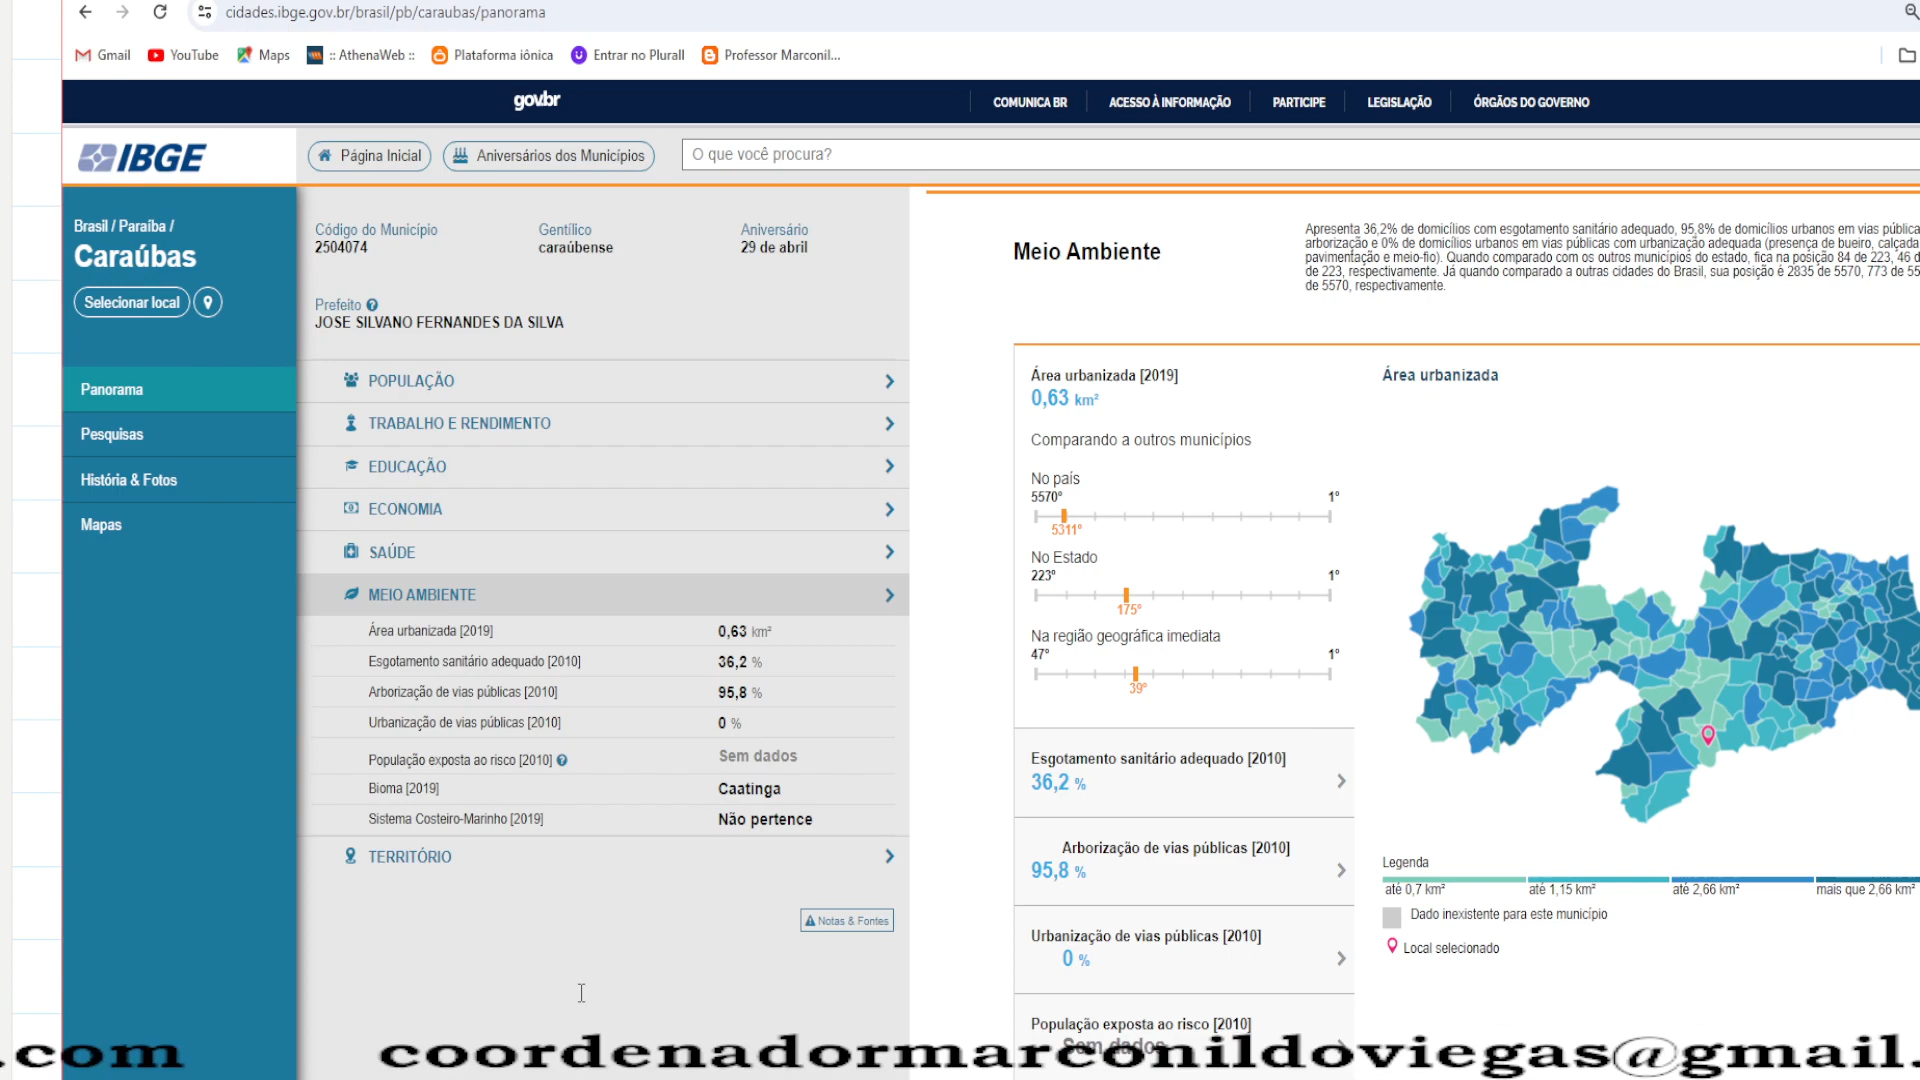 cidades.ibge.gov.br/brasil/pb/caraubas/panorama
Gmail YouTube Maps :: AthenaWeb :: Plataforma iônica Entrar no Plurall Professor Marconil...
gov.br COMUNICA BR ACESSO À INFORMAÇÃO PARTICIPE LEGISLAÇÃO ÓRGÃOS DO GOVERNO
IBGE Página Inicial Aniversários dos Municípios O que você procura?
Brasil / Paraíba /
Caraúbas
Selecionar local
Panorama
Pesquisas
História & Fotos
Mapas
Código do Município
2504074
Gentílico
caraúbense
Aniversário
29 de abril
Prefeito
JOSE SILVANO FERNANDES DA SILVA
POPULAÇÃO
TRABALHO E RENDIMENTO
EDUCAÇÃO
ECONOMIA
SAÚDE
MEIO AMBIENTE
Área urbanizada [2019] 0,63 km²
Esgotamento sanitário adequado [2010] 36,2 %
Arborização de vias públicas [2010] 95,8 %
Urbanização de vias públicas [2010] 0 %
População exposta ao risco [2010] Sem dados
Bioma [2019] Caatinga
Sistema Costeiro-Marinho [2019] Não pertence
TERRITÓRIO
Notas & Fontes
Meio Ambiente
Apresenta 36,2% de domicílios com esgotamento sanitário adequado, 95,8% de domicílios urbanos em vias pública
arborização e 0% de domicílios urbanos em vias públicas com urbanização adequada (presença de bueiro, calçada
pavimentação e meio-fio). Quando comparado com os outros municípios do estado, fica na posição 84 de 223, 46 d
de 223, respectivamente. Já quando comparado a outras cidades do Brasil, sua posição é 2835 de 5570, 773 de 55
de 5570, respectivamente.
Área urbanizada [2019]
0,63 km²
Comparando a outros municípios
No país
5570° 1°
5311°
No Estado
223° 1°
175°
Na região geográfica imediata
47° 1°
39°
Esgotamento sanitário adequado [2010]
36,2 %
Arborização de vias públicas [2010]
95,8 %
Urbanização de vias públicas [2010]
0 %
População exposta ao risco [2010]
Sem dados
Área urbanizada
Legenda
até 0,7 km² até 1,15 km² até 2,66 km² mais que 2,66 km²
Dado inexistente para este município
Local selecionado
.com coordenadormarconildoviegas@gmail.